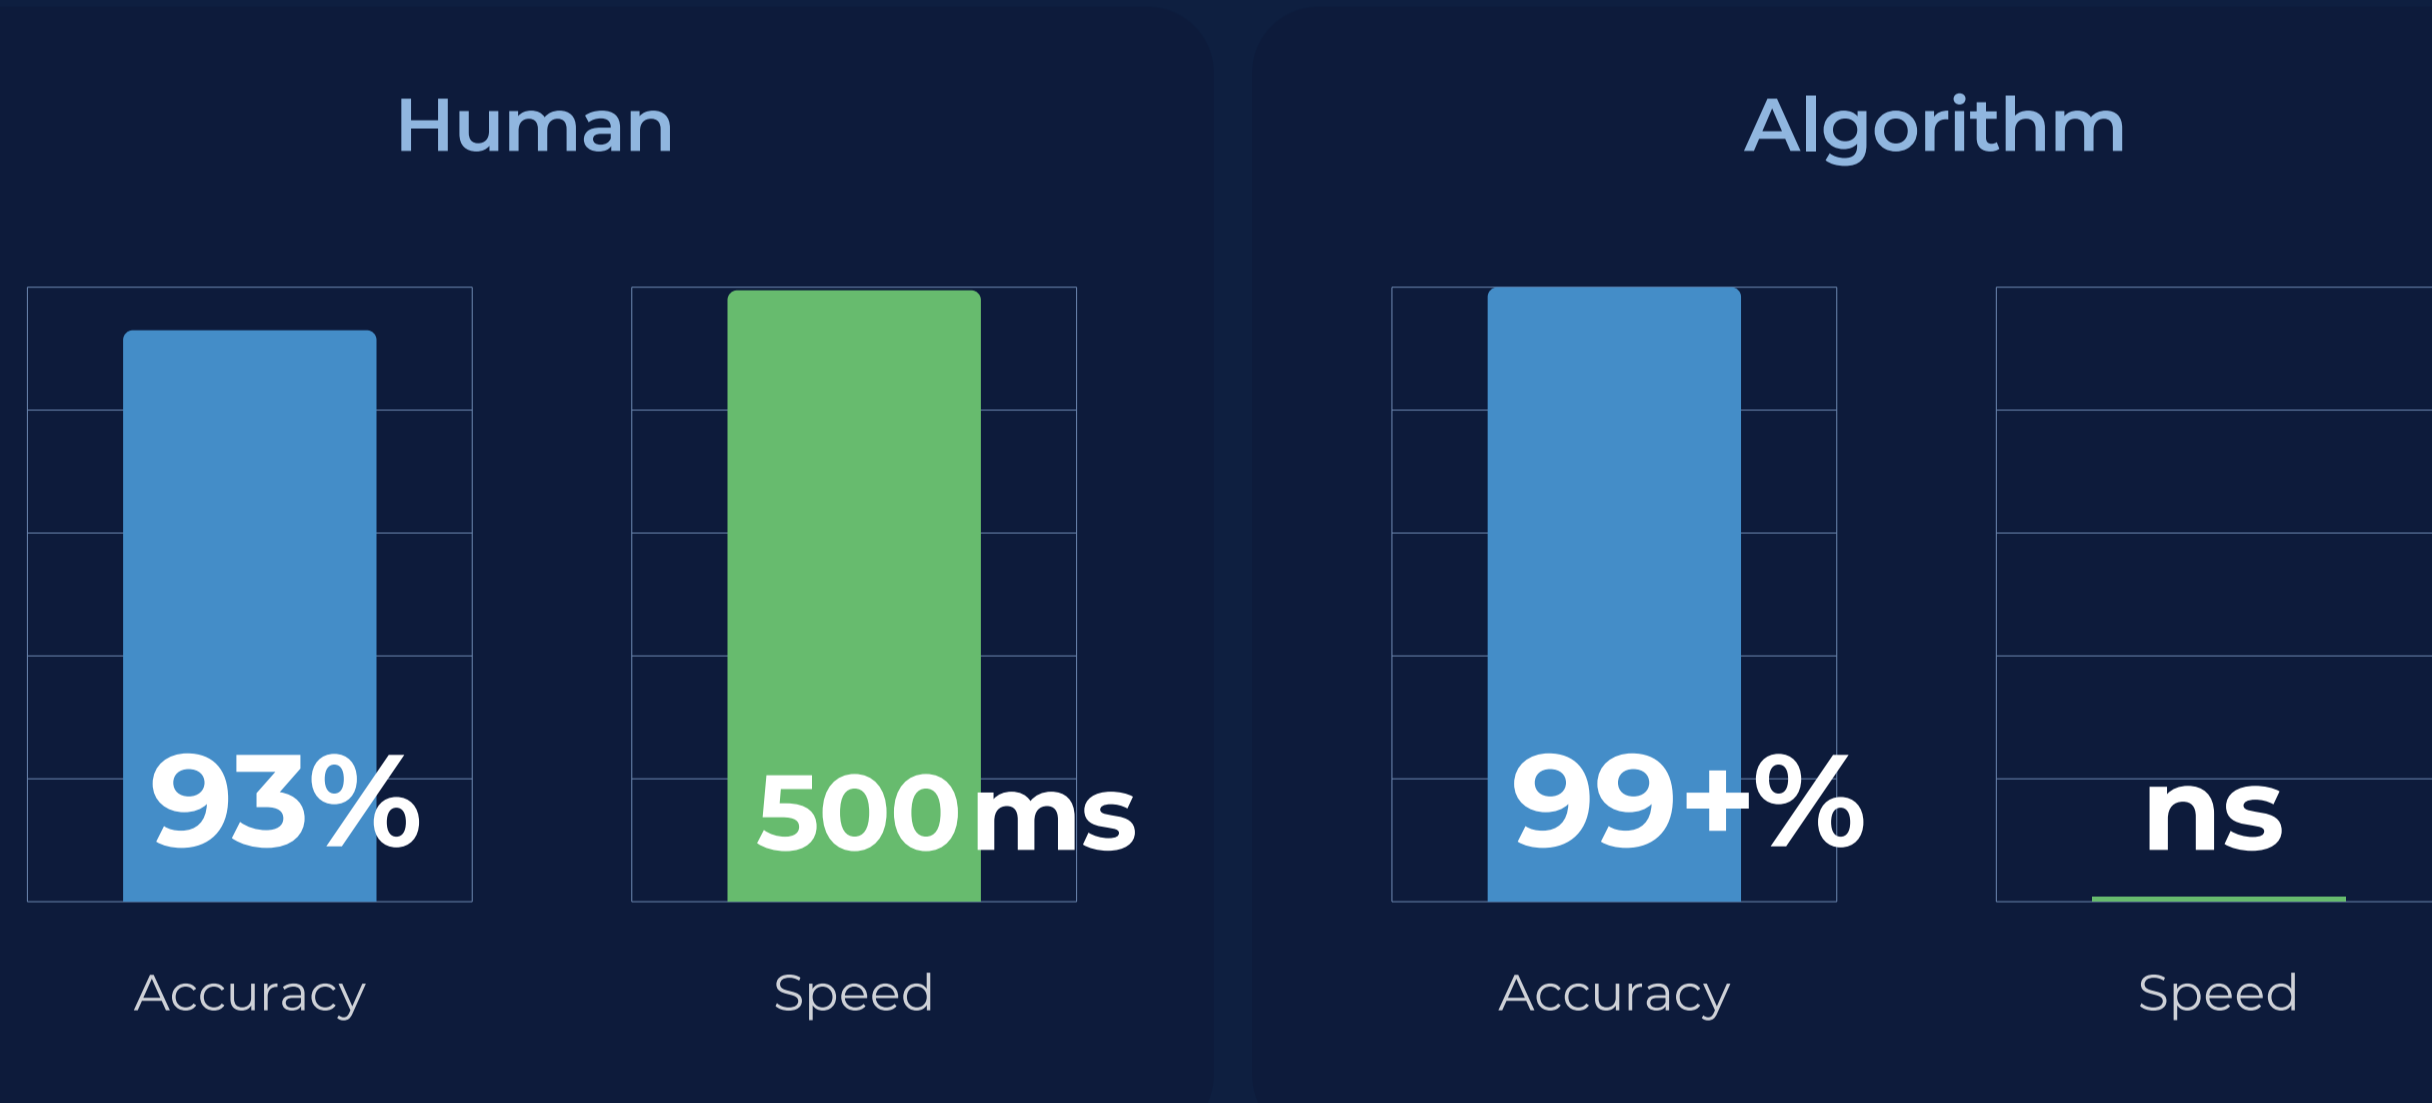 Human
93%
Accuracy
500ms
Speed
Algorithm
99+%
Accuracy
ns
Speed